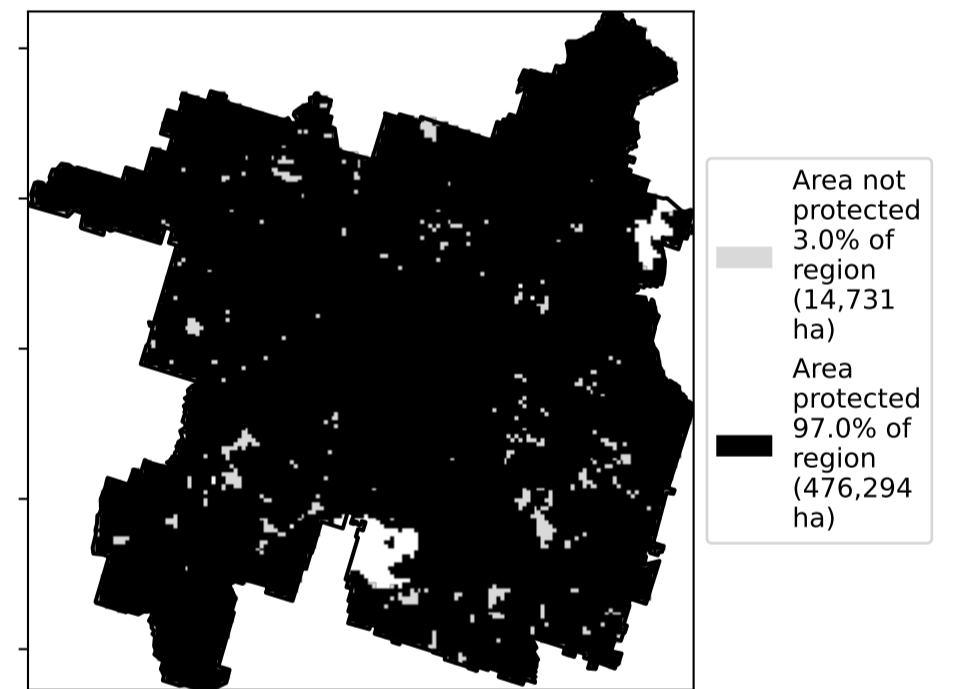 Area not
protected
3.0% of
region
(14,731
ha)
Area
protected
97.0% of
region
(476,294
ha)